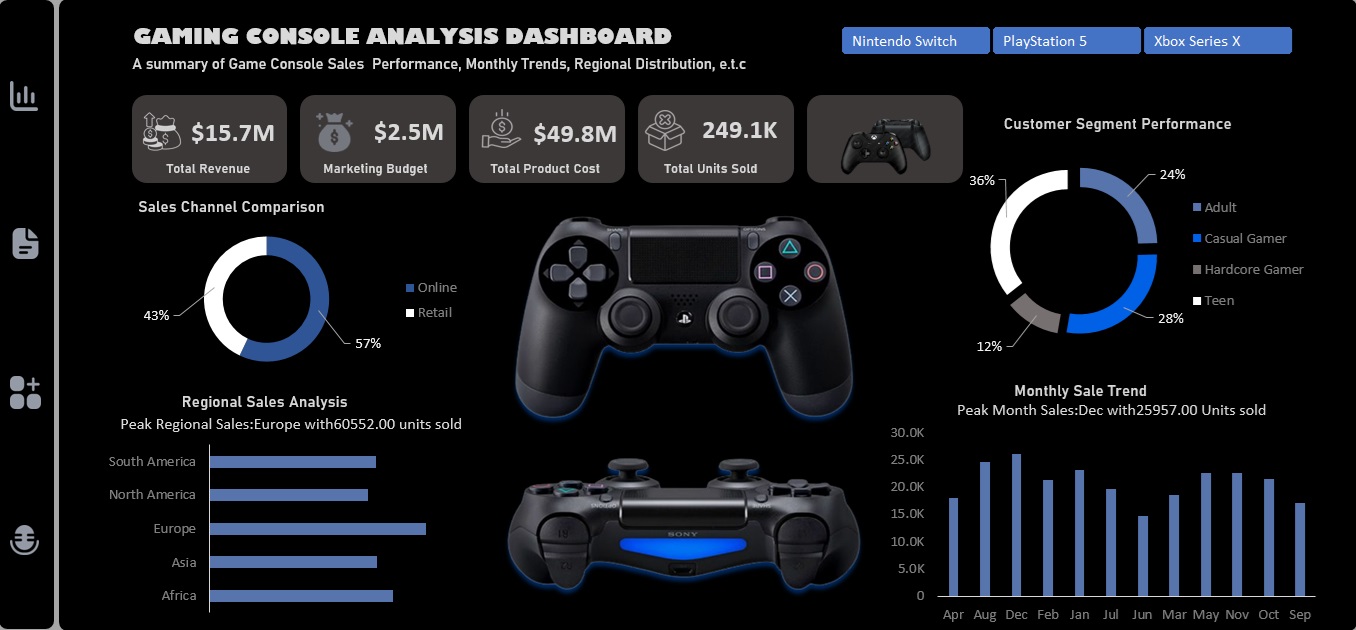 GAMING CONSOLE ANALYSIS DASHBOARD
A summary of Game Console Sales  Performance, Monthly Trends, Regional Distribution, e.t.c
Nintendo Switch
PlayStation 5
Xbox Series X
$15.7M
Total Revenue
$2.5M
Marketing Budget
$49.8M
Total Product Cost
249.1K
Total Units Sold
Sales Channel Comparison
43%
57%
Online
Retail
Customer Segment Performance
36%
24%
12%
28%
Adult
Casual Gamer
Hardcore Gamer
Teen
Regional Sales Analysis
Peak Regional Sales:Europe with60552.00 units sold
South America
North America
Europe
Asia
Africa
SONY
Monthly Sale Trend
Peak Month Sales:Dec with25957.00 Units sold
30.0K
25.0K
20.0K
15.0K
10.0K
5.0K
0
Apr Aug Dec Feb Jan Jul Jun Mar May Nov Oct Sep